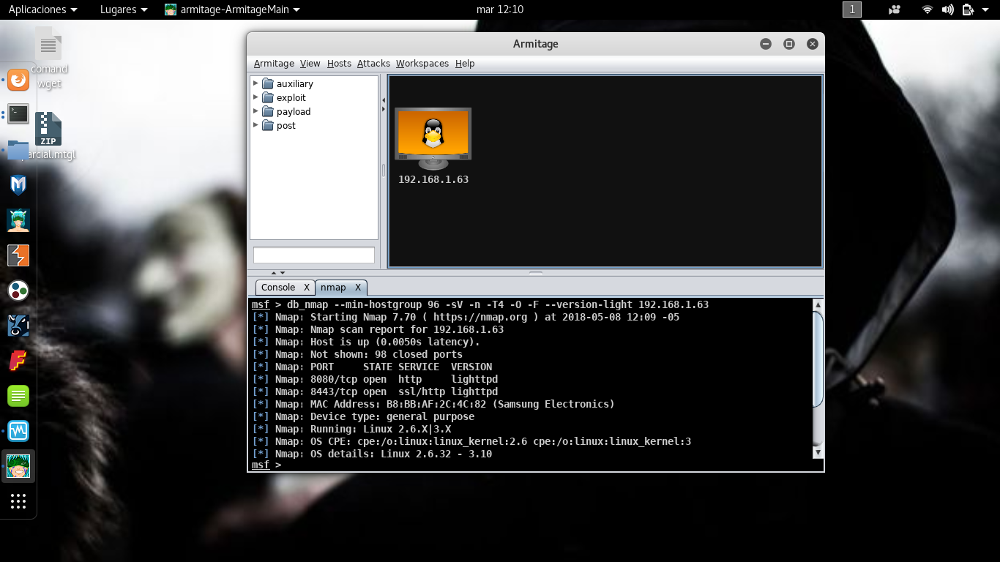 Aplicaciones
Lugares
armitage-ArmitageMain
mar 12:10
1
comand
wget
ZIP
parcial.mtgl
Armitage
Armitage View Hosts Attacks Workspaces Help
auxiliary
exploit
payload
post
192.168.1.63
Console X
nmap X
msf > db_nmap --min-hostgroup 96 -sV -n -T4 -O -F --version-light 192.168.1.63
[*] Nmap: Starting Nmap 7.70 ( https://nmap.org ) at 2018-05-08 12:09 -05
[*] Nmap: Nmap scan report for 192.168.1.63
[*] Nmap: Host is up (0.0050s latency).
[*] Nmap: Not shown: 98 closed ports
[*] Nmap: PORT     STATE SERVICE  VERSION
[*] Nmap: 8080/tcp open  http     lighttpd
[*] Nmap: 8443/tcp open  ssl/http lighttpd
[*] Nmap: MAC Address: B8:BB:AF:2C:4C:82 (Samsung Electronics)
[*] Nmap: Device type: general purpose
[*] Nmap: Running: Linux 2.6.X|3.X
[*] Nmap: OS CPE: cpe:/o:linux:linux_kernel:2.6 cpe:/o:linux:linux_kernel:3
[*] Nmap: OS details: Linux 2.6.32 - 3.10
msf >